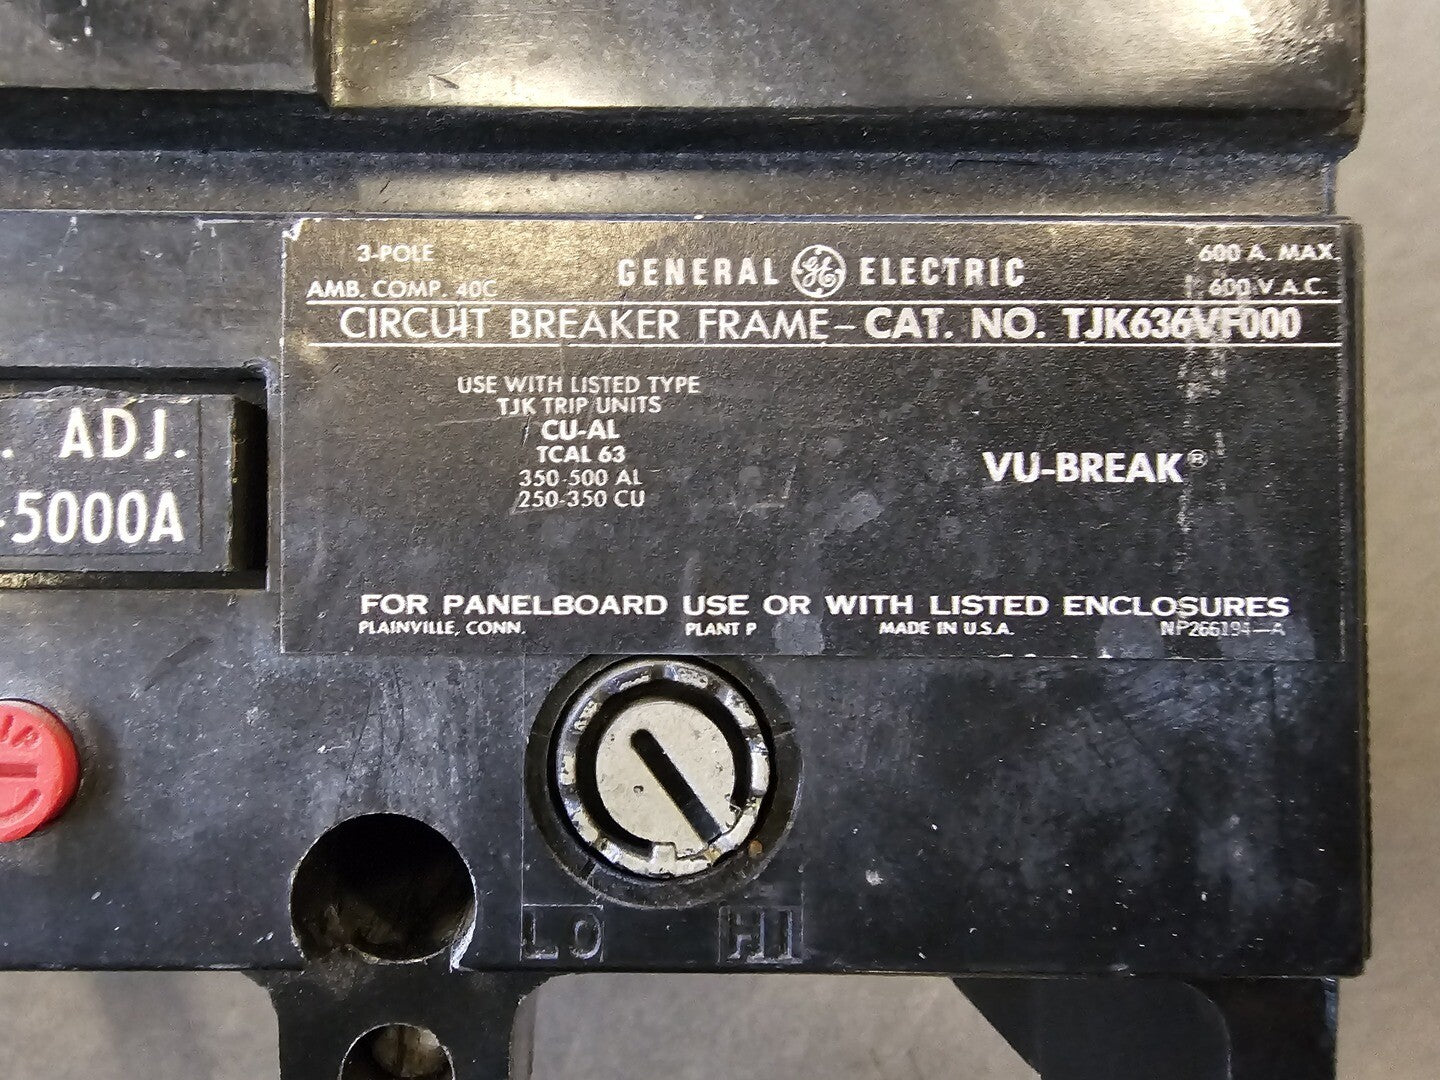 3-POLE
AMB. COMP. 40C
GENERAL GE ELECTRIC
600 A. MAX.
600 V.A.C.
CIRCUIT BREAKER FRAME – CAT. NO. TJK636VF000
USE WITH LISTED TYPE
TJK TRIP UNITS
CU-AL
TCAL 63
350-500 AL
250-350 CU
VU-BREAK®
FOR PANELBOARD USE OR WITH LISTED ENCLOSURES
PLAINVILLE, CONN. PLANT P MADE IN U.S.A. NP266194-A
. ADJ.
-5000A
LO HI